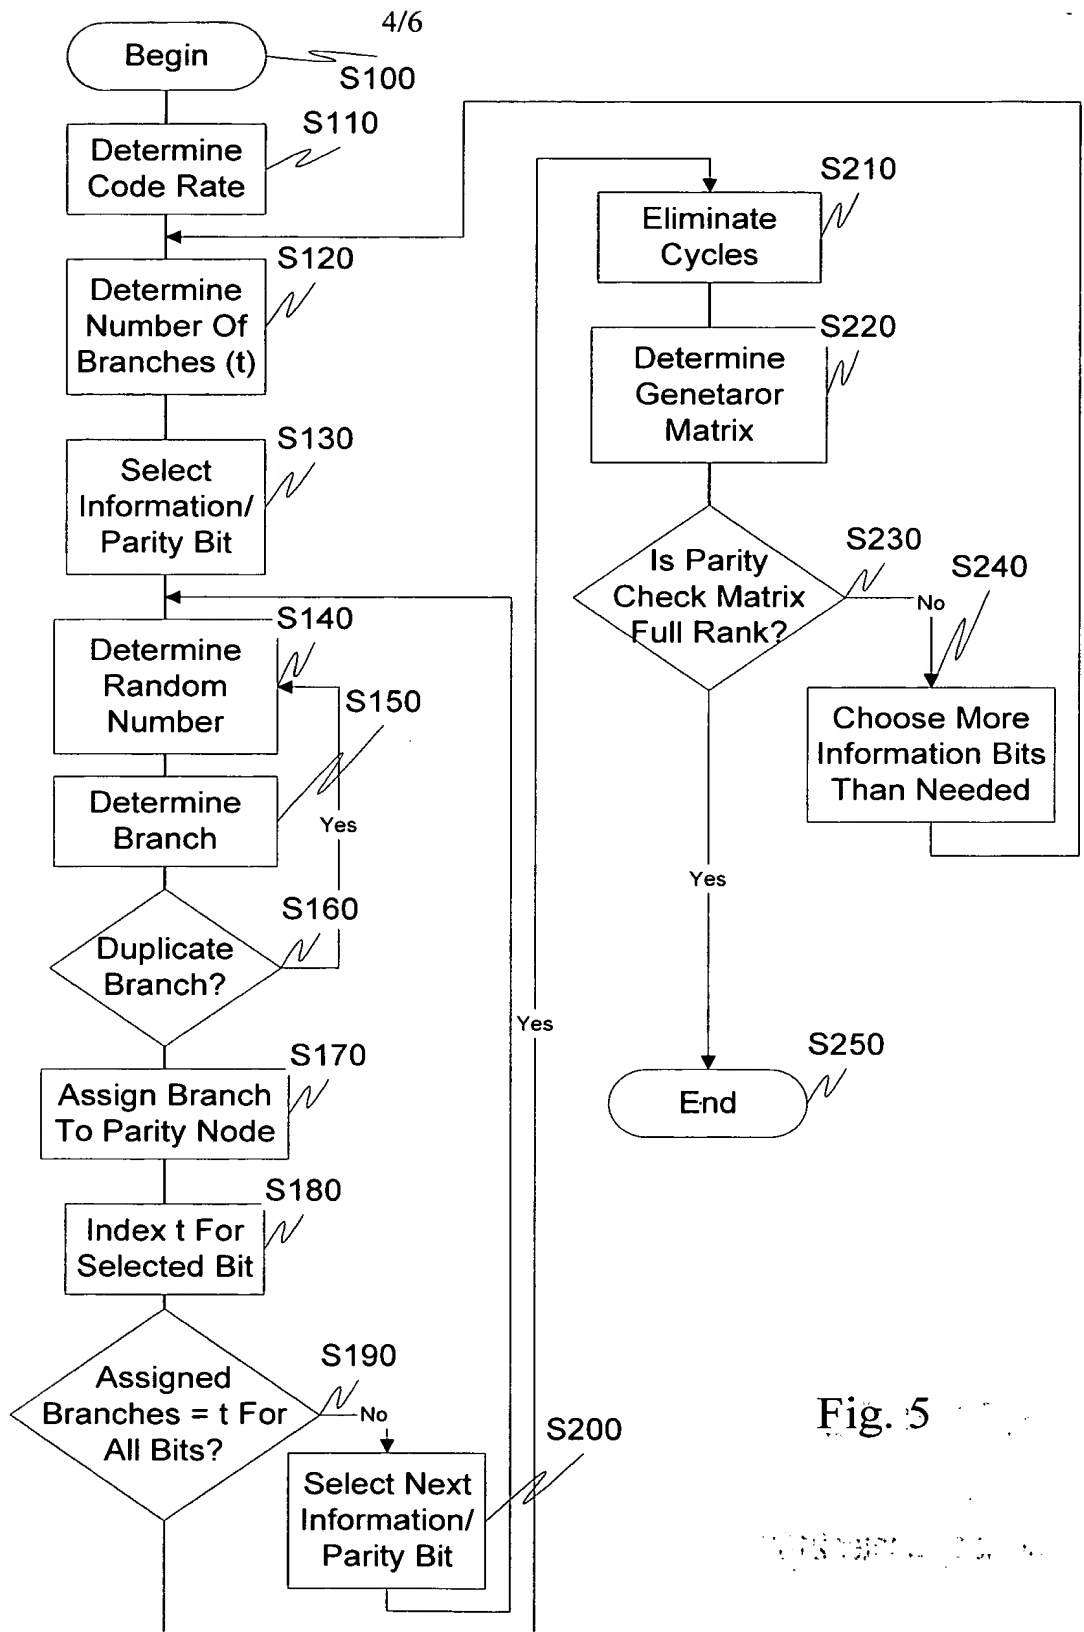 4/6
Begin
S100
S110
Determine
Code Rate
S120
Determine
Number Of
Branches (t)
S130
Select
Information/
Parity Bit
S140
Determine
Random
Number
S150
Determine
Branch
Yes
S160
Duplicate
Branch?
S170
Assign Branch
To Parity Node
S180
Index t For
Selected Bit
S190
Assigned
Branches = t For
All Bits?
No
S200
Select Next
Information/
Parity Bit
Yes
S210
Eliminate
Cycles
S220
Determine
Genetaror
Matrix
S230
Is Parity
Check Matrix
Full Rank?
No
S240
Choose More
Information Bits
Than Needed
Yes
S250
End
Fig. 5